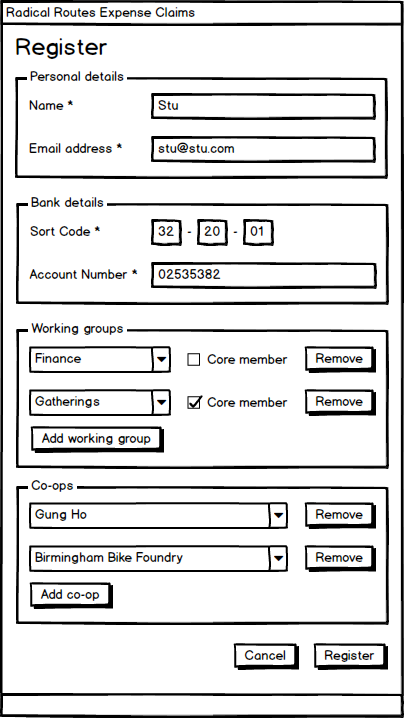 Radical Routes Expense Claims
Register
Personal details
Name * Stu
Email address * stu@stu.com
Bank details
Sort Code * 32 - 20 - 01
Account Number * 02535382
Working groups
Finance Core member Remove
Gatherings Core member Remove
Add working group
Co-ops
Gung Ho Remove
Birmingham Bike Foundry Remove
Add co-op
Cancel Register